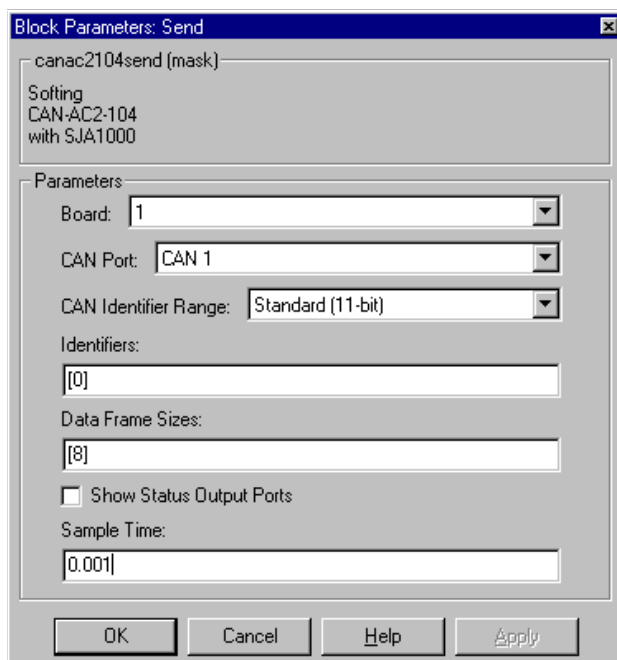 Block Parameters: Send
canac2104send (mask)
Softing
CAN-AC2-104
with SJA1000
Parameters
Board: 1
CAN Port: CAN 1
CAN Identifier Range: Standard (11-bit)
Identifiers:
[0]
Data Frame Sizes:
[8]
Show Status Output Ports
Sample Time:
0.001
OK Cancel Help Apply